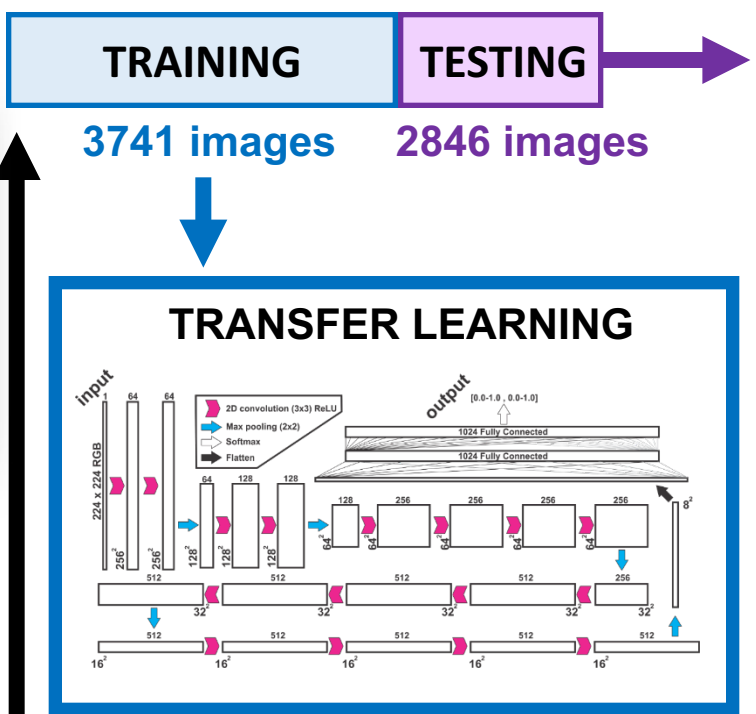 TRAINING TESTING
3741 images 2846 images
TRANSFER LEARNING
input
1 64 64
224 x 224 RGB
256² 256²
2D convolution (3x3) ReLU
Max pooling (2x2)
Softmax
Flatten
output
[0.0-1.0 , 0.0-1.0]
1024 Fully Connected
1024 Fully Connected
64 128 128
128² 128² 128²
128 256 256 256 256
64² 64² 64² 64² 64²
8²
512 512 512 512 256
32² 32² 32² 32² 32²
512 512 512 512 512
16² 16² 16² 16² 16²